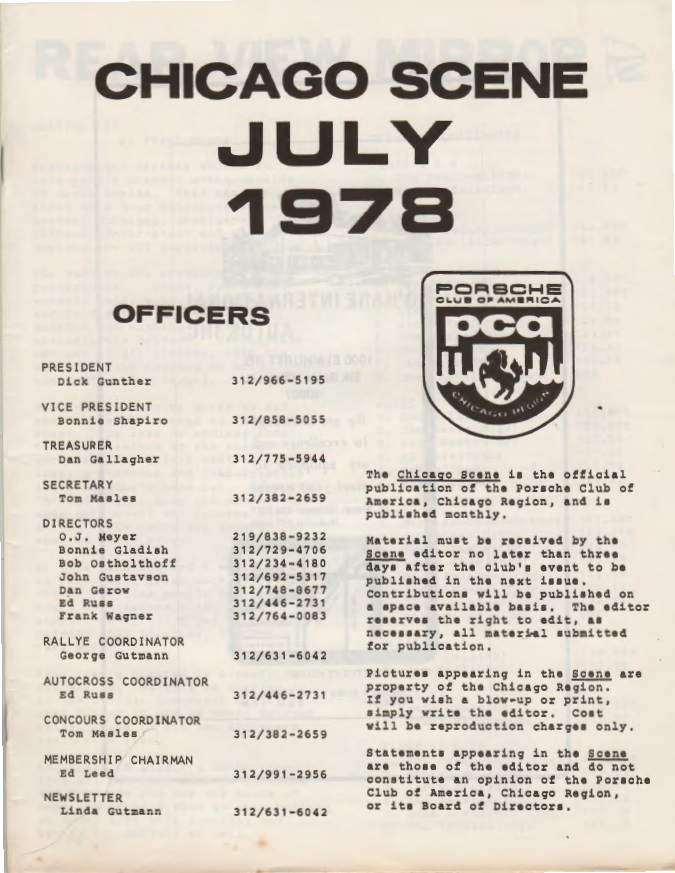 CHICAGO SCENE
JULY
1978
OFFICERS
PRESIDENT
Dick Gunther 312/966-5195
VICE PRESIDENT
Bonnie Shapiro 312/858-5055
TREASURER
Dan Gallagher 312/775-5944
SECRETARY
Tom Masles 312/382-2659
DIRECTORS
O.J. Meyer 219/838-9232
Bonnie Gladish 312/729-4706
Bob Ostholthoff 312/234-4180
John Gustavson 312/692-5317
Dan Gerow 312/748-8677
Ed Russ 312/446-2731
Frank Wagner 312/764-0083
RALLYE COORDINATOR
George Gutmann 312/631-6042
AUTOCROSS COORDINATOR
Ed Russ 312/446-2731
CONCOURS COORDINATOR
Tom Masles 312/382-2659
MEMBERSHIP CHAIRMAN
Ed Leed 312/991-2956
NEWSLETTER
Linda Gutmann 312/631-6042
PORSCHE
CLUB OF AMERICA
pca
CHICAGO REGION
The Chicago Scene is the official
publication of the Porsche Club of
America, Chicago Region, and is
published monthly.
Material must be received by the
Scene editor no later than three
days after the club's event to be
published in the next issue.
Contributions will be published on
a space available basis. The editor
reserves the right to edit, as
necessary, all material submitted
for publication.
Pictures appearing in the Scene are
property of the Chicago Region.
If you wish a blow-up or print,
simply write the editor. Cost
will be reproduction charges only.
Statements appearing in the Scene
are those of the editor and do not
constitute an opinion of the Porsche
Club of America, Chicago Region,
or its Board of Directors.